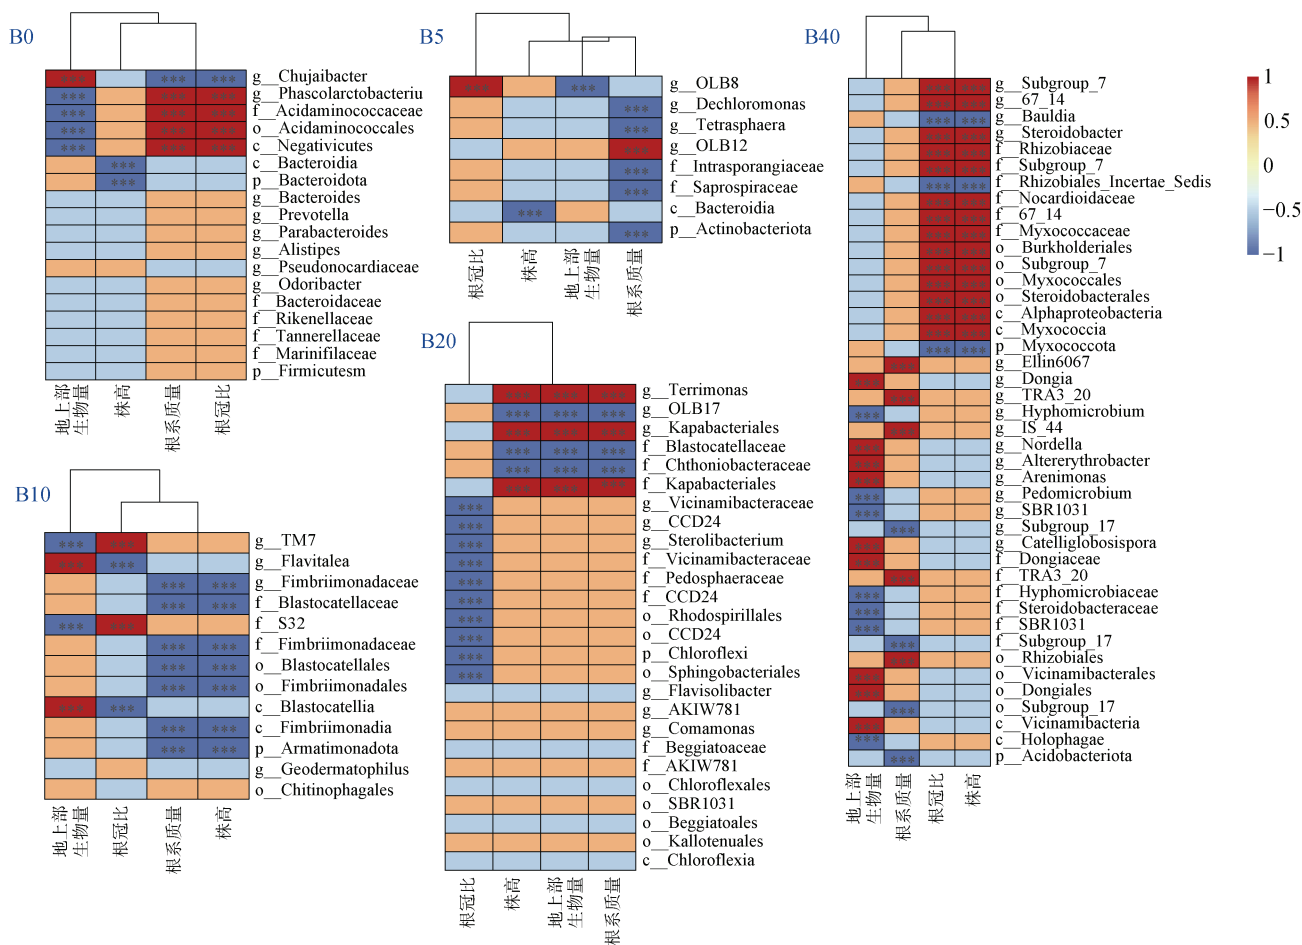 B0
g__Chujaibacter
g__Phascolarctobacteriu
f__Acidaminococcaceae
o__Acidaminococcales
c__Negativicutes
c__Bacteroidia
p__Bacteroidota
g__Bacteroides
g__Prevotella
g__Parabacteroides
g__Alistipes
g__Pseudonocardiaceae
g__Odoribacter
f__Bacteroidaceae
f__Rikenellaceae
f__Tannerellaceae
f__Marinifilaceae
p__Firmicutesm
地上部
生物量
株高
根系质量
根冠比
B5
g__OLB8
g__Dechloromonas
g__Tetrasphaera
g__OLB12
f__Intrasporangiaceae
f__Saprospiraceae
c__Bacteroidia
p__Actinobacteriota
根冠比
株高
地上部
生物量
根系质量
B10
g__TM7
g__Flavitalea
g__Fimbriimonadaceae
f__Blastocatellaceae
f__S32
f__Fimbriimonadaceae
o__Blastocatellales
o__Fimbriimonadales
c__Blastocatellia
c__Fimbriimonadia
p__Armatimonadota
g__Geodermatophilus
o__Chitinophagales
地上部
生物量
根冠比
根系质量
株高
B20
g__Terrimonas
g__OLB17
g__Kapabacteriales
f__Blastocatellaceae
f__Chthoniobacteraceae
f__Kapabacteriales
g__Vicinamibacteraceae
g__CCD24
g__Sterolibacterium
f__Vicinamibacteraceae
f__Pedosphaeraceae
f__CCD24
o__Rhodospirillales
o__CCD24
p__Chloroflexi
o__Sphingobacteriales
g__Flavisolibacter
g__AKIW781
g__Comamonas
f__Beggiatoaceae
f__AKIW781
o__Chloroflexales
o__SBR1031
o__Beggiatoales
o__Kallotenuales
c__Chloroflexia
根冠比
株高
地上部
生物量
根系质量
B40
g__Subgroup_7
g__67_14
g__Bauldia
g__Steroidobacter
f__Rhizobiaceae
f__Subgroup_7
f__Rhizobiales_Incertae_Sedis
f__Nocardioidaceae
f__67_14
f__Myxococcaceae
o__Burkholderiales
o__Subgroup_7
o__Myxococcales
o__Steroidobacterales
c__Alphaproteobacteria
c__Myxococcia
p__Myxococcota
g__Ellin6067
g__Dongia
g__TRA3_20
g__Hyphomicrobium
g__IS_44
g__Nordella
g__Altererythrobacter
g__Arenimonas
g__Pedomicrobium
g__SBR1031
g__Subgroup_17
g__Catelliglobosispora
f__Dongiaceae
f__TRA3_20
f__Hyphomicrobiaceae
f__Steroidobacteraceae
f__SBR1031
f__Subgroup_17
o__Rhizobiales
o__Vicinamibacterales
o__Dongiales
o__Subgroup_17
c__Vicinamibacteria
c__Holophagae
p__Acidobacteriota
地上部
生物量
根系质量
根冠比
株高
1
0.5
0
−0.5
−1